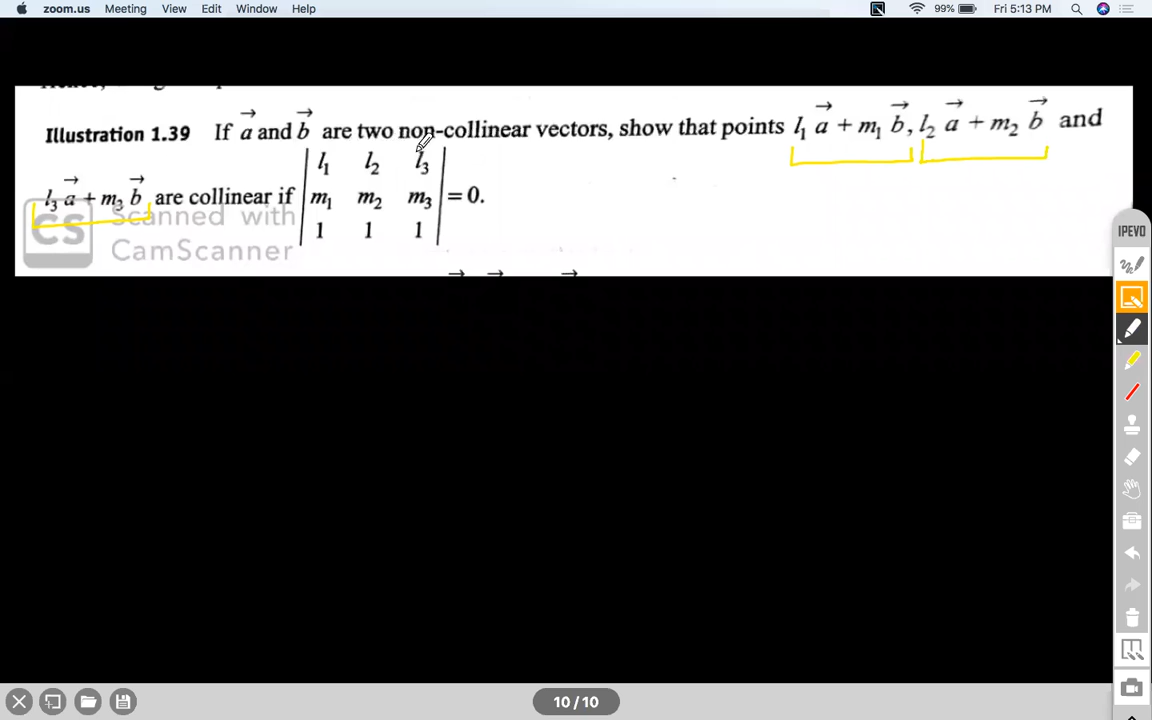 zoom.us Meeting View Edit Window Help 99% Fri 5:13 PM
Illustration 1.39 If a⃗ and b⃗ are two non-collinear vectors, show that points l₁ a⃗ + m₁ b⃗, l₂ a⃗ + m₂ b⃗ and
l₃ a⃗ + m₃ b⃗ are collinear if | l₁ l₂ l₃ |
| m₁ m₂ m₃ | = 0.
| 1 1 1 |
CS Scanned with
CamScanner
IPEVO
10 / 10